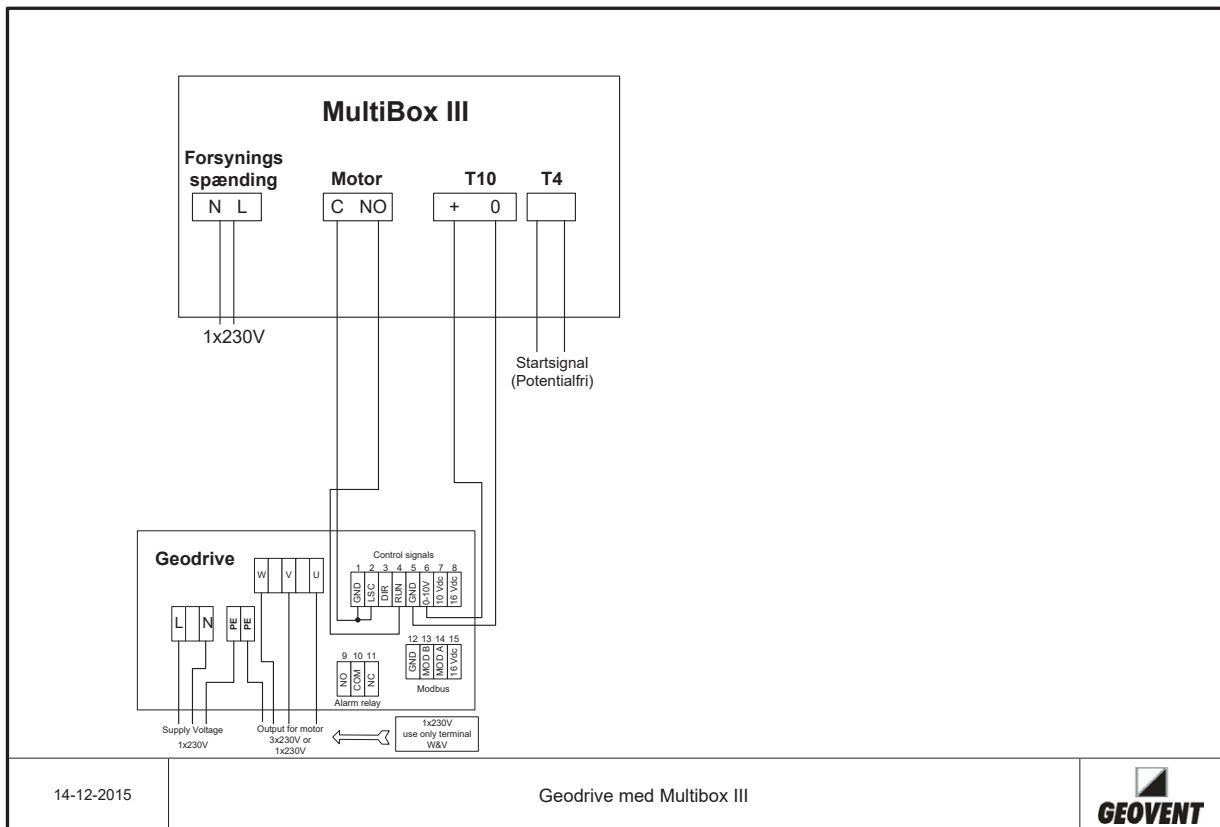 MultiBox III
Forsynings
spænding
Motor
T10
T4
N L
C NO
+ 0
1x230V
Startsignal
(Potentialfri)
Geodrive
W V U
Control signals
1 2 3 4 5 6 7 8
GND LSC DIR RUN GND 0-10V 10 Vdc 16 Vdc
L N
PE PE
9 10 11
NO COM NC
Alarm relay
12 13 14 15
GND MOD B MOD A 16 Vdc
Modbus
Supply Voltage
1x230V
Output for motor
3x230V or
1x230V
1x230V
use only terminal
W&V
14-12-2015
Geodrive med Multibox III
GEOVENT